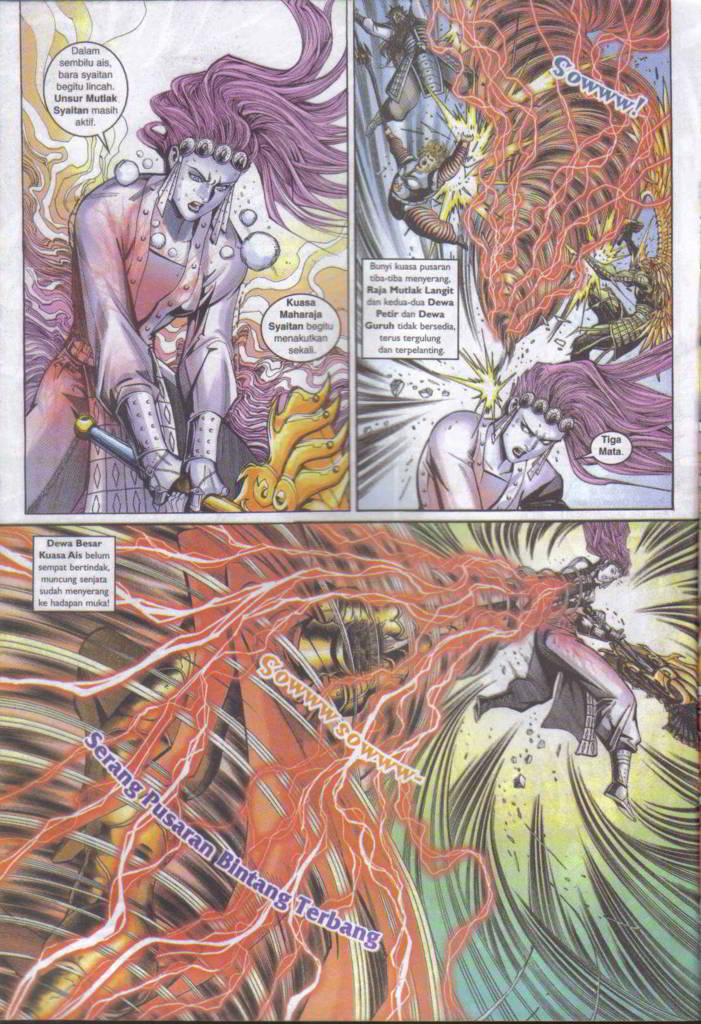 Dalam
sembilu ais,
bara syaitan
begitu lincah.
Unsur Mutlak
Syaitan masih
aktif.
Kuasa
Maharaja
Syaitan begitu
menakutkan
sekali.
Sowww!
Bunyi kuasa pusaran
tiba-tiba menyerang,
Raja Mutlak Langit
dan kedua-dua Dewa
Petir dan Dewa
Guruh tidak bersedia,
terus tergulung
dan terpelanting.
Tiga
Mata.
Dewa Besar
Kuasa Ais belum
sempat bertindak,
muncung senjata
sudah menyerang
ke hadapan muka!
Sowww.sowww-
Serang Pusaran Bintang Terbang